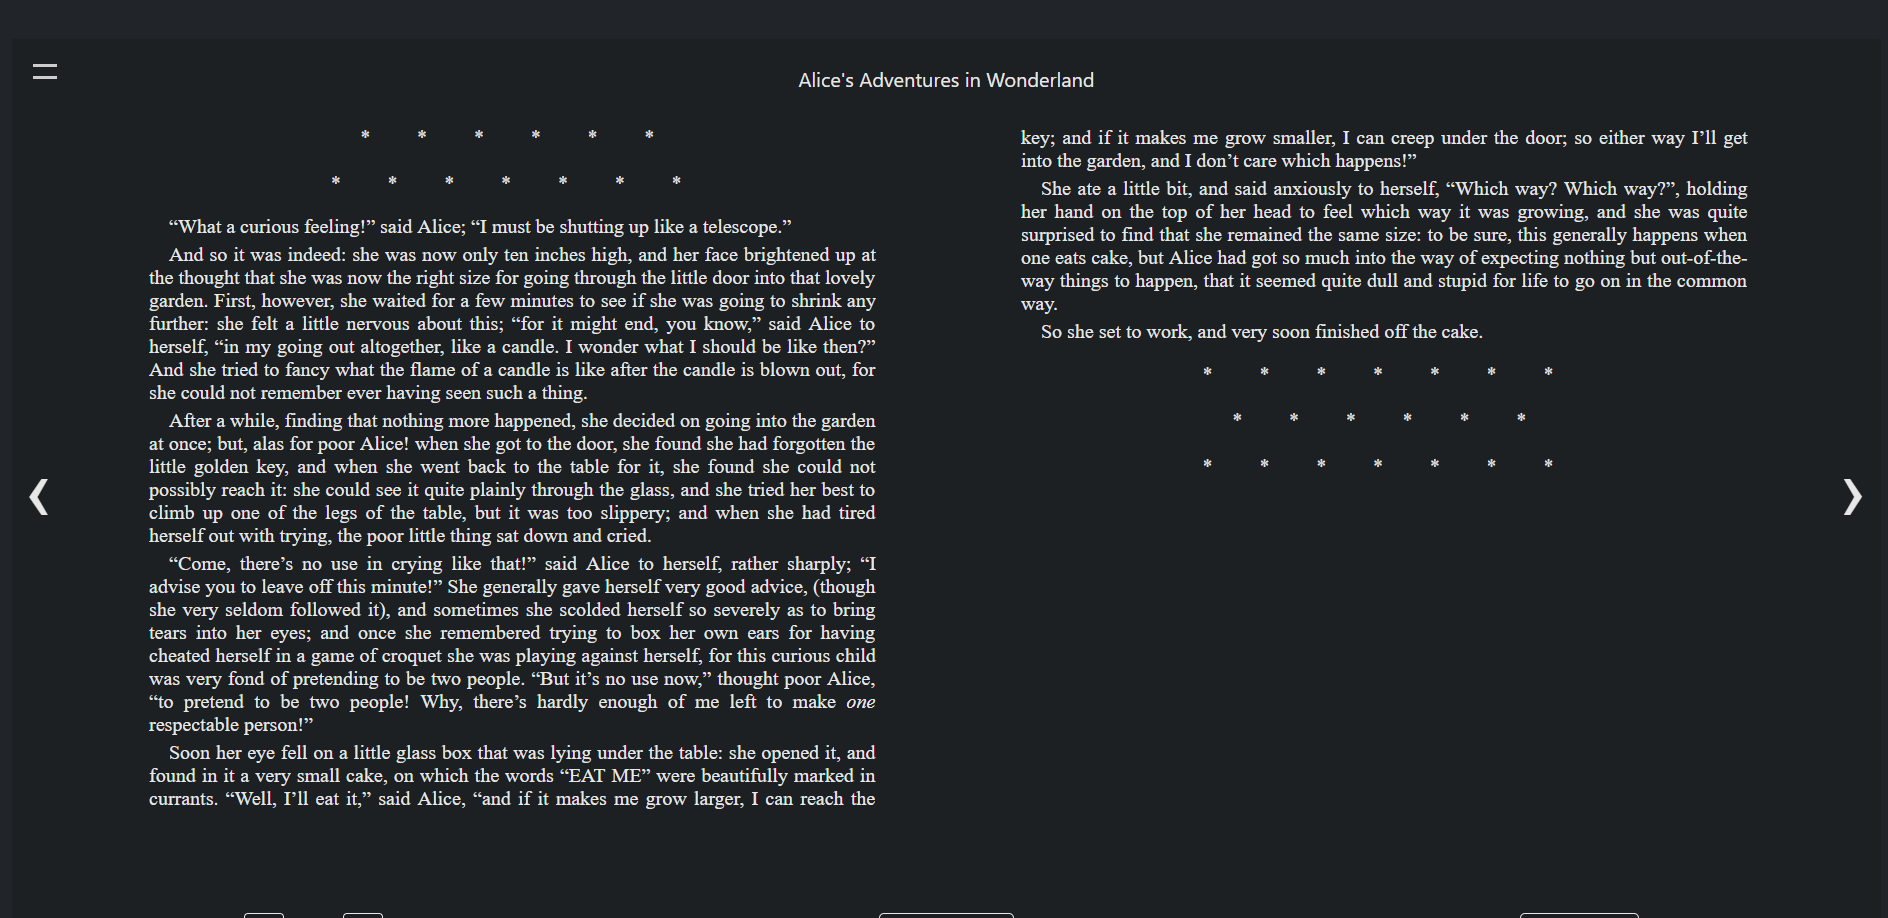 Alice's Adventures in Wonderland
* * * * * *
* * * * * * *
“What a curious feeling!” said Alice; “I must be shutting up like a telescope.”
And so it was indeed: she was now only ten inches high, and her face brightened up at
the thought that she was now the right size for going through the little door into that lovely
garden. First, however, she waited for a few minutes to see if she was going to shrink any
further: she felt a little nervous about this; “for it might end, you know,” said Alice to
herself, “in my going out altogether, like a candle. I wonder what I should be like then?”
And she tried to fancy what the flame of a candle is like after the candle is blown out, for
she could not remember ever having seen such a thing.
After a while, finding that nothing more happened, she decided on going into the garden
at once; but, alas for poor Alice! when she got to the door, she found she had forgotten the
little golden key, and when she went back to the table for it, she found she could not
possibly reach it: she could see it quite plainly through the glass, and she tried her best to
climb up one of the legs of the table, but it was too slippery; and when she had tired
herself out with trying, the poor little thing sat down and cried.
“Come, there’s no use in crying like that!” said Alice to herself, rather sharply; “I
advise you to leave off this minute!” She generally gave herself very good advice, (though
she very seldom followed it), and sometimes she scolded herself so severely as to bring
tears into her eyes; and once she remembered trying to box her own ears for having
cheated herself in a game of croquet she was playing against herself, for this curious child
was very fond of pretending to be two people. “But it’s no use now,” thought poor Alice,
“to pretend to be two people! Why, there’s hardly enough of me left to make one
respectable person!”
Soon her eye fell on a little glass box that was lying under the table: she opened it, and
found in it a very small cake, on which the words “EAT ME” were beautifully marked in
currants. “Well, I’ll eat it,” said Alice, “and if it makes me grow larger, I can reach the
key; and if it makes me grow smaller, I can creep under the door; so either way I’ll get
into the garden, and I don’t care which happens!”
She ate a little bit, and said anxiously to herself, “Which way? Which way?”, holding
her hand on the top of her head to feel which way it was growing, and she was quite
surprised to find that she remained the same size: to be sure, this generally happens when
one eats cake, but Alice had got so much into the way of expecting nothing but out-of-the-
way things to happen, that it seemed quite dull and stupid for life to go on in the common
way.
So she set to work, and very soon finished off the cake.
* * * * * * *
* * * * * *
* * * * * * *